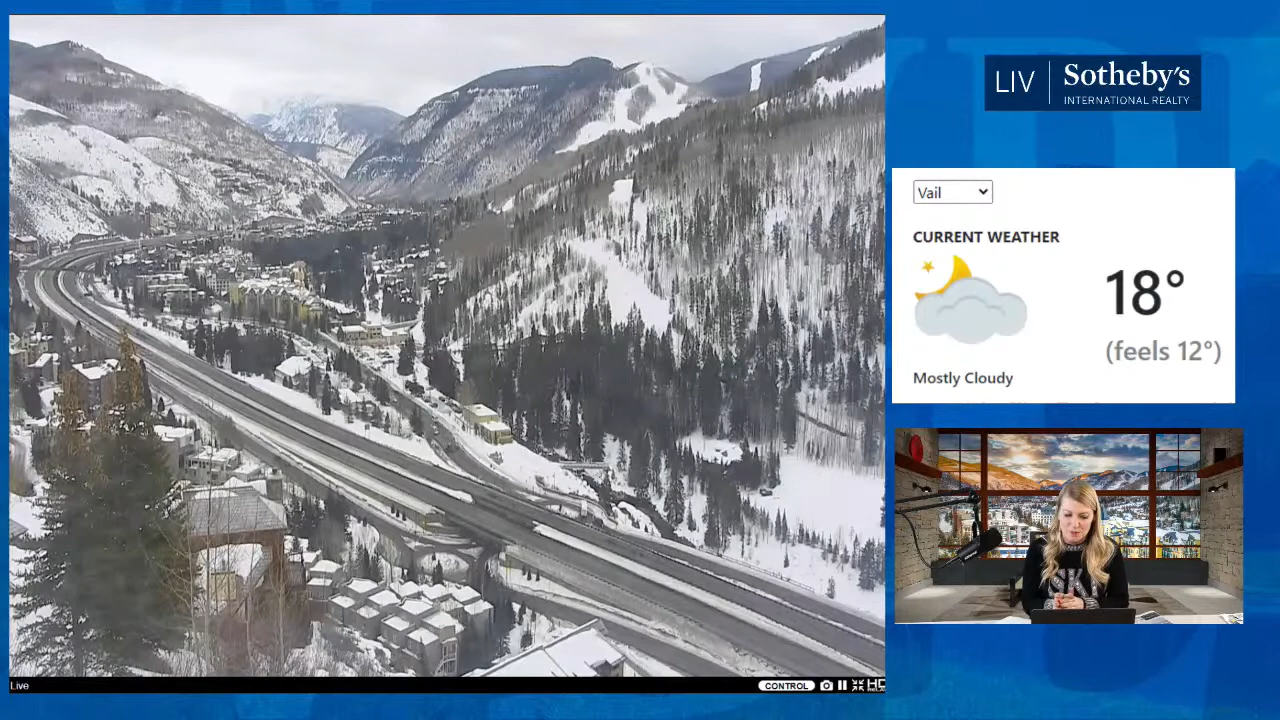 LIV
Sotheby's
INTERNATIONAL REALTY
Vail
CURRENT WEATHER
18°
(feels 12°)
Mostly Cloudy
Live
CONTROL
HD